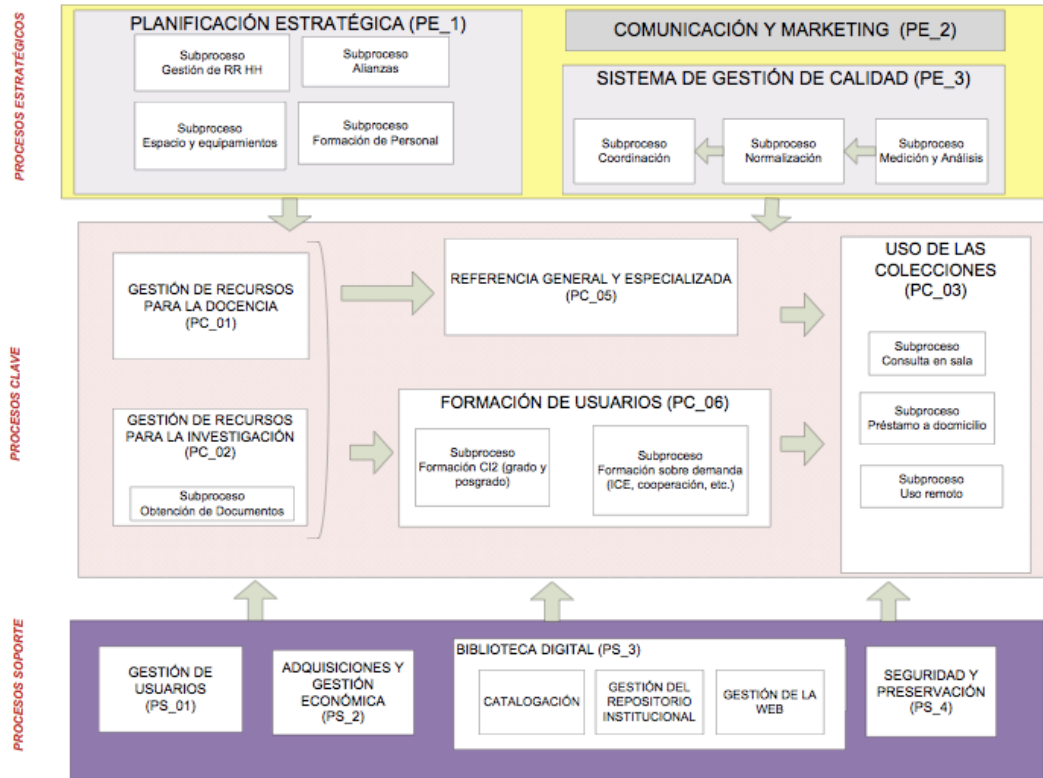 PROCESOS ESTRATÉGICOS
PLANIFICACIÓN ESTRATÉGICA (PE_1)
Subproceso
Gestión de RR HH
Subproceso
Alianzas
Subproceso
Espacio y equipamientos
Subproceso
Formación de Personal
COMUNICACIÓN Y MARKETING (PE_2)
SISTEMA DE GESTIÓN DE CALIDAD (PE_3)
Subproceso
Coordinación
Subproceso
Normalización
Subproceso
Medición y Análisis
PROCESOS CLAVE
GESTIÓN DE RECURSOS
PARA LA DOCENCIA
(PC_01)
GESTIÓN DE RECURSOS
PARA LA INVESTIGACIÓN
(PC_02)
Subproceso
Obtención de Documentos
REFERENCIA GENERAL Y ESPECIALIZADA
(PC_05)
FORMACIÓN DE USUARIOS (PC_06)
Subproceso
Formación CI2 (grado y
posgrado)
Subproceso
Formación sobre demanda
(ICE, cooperación, etc.)
USO DE LAS
COLECCIONES
(PC_03)
Subproceso
Consulta en sala
Subproceso
Préstamo a docmicilio
Subproceso
Uso remoto
PROCESOS SOPORTE
GESTIÓN DE
USUARIOS
(PS_01)
ADQUISICIONES Y
GESTIÓN
ECONÓMICA
(PS_2)
BIBLIOTECA DIGITAL (PS_3)
CATALOGACIÓN
GESTIÓN DEL
REPOSITORIO
INSTITUCIONAL
GESTIÓN DE LA
WEB
SEGURIDAD Y
PRESERVACIÓN
(PS_4)